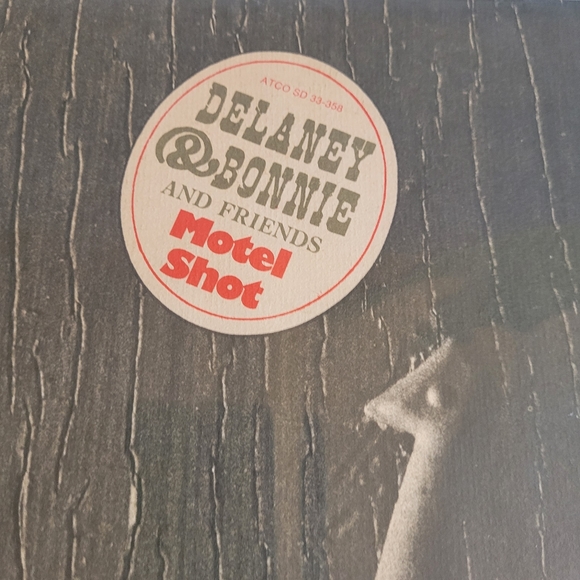 ATCO SD 33-358
DELANEY
& BONNIE
AND FRIENDS
Motel
Shot